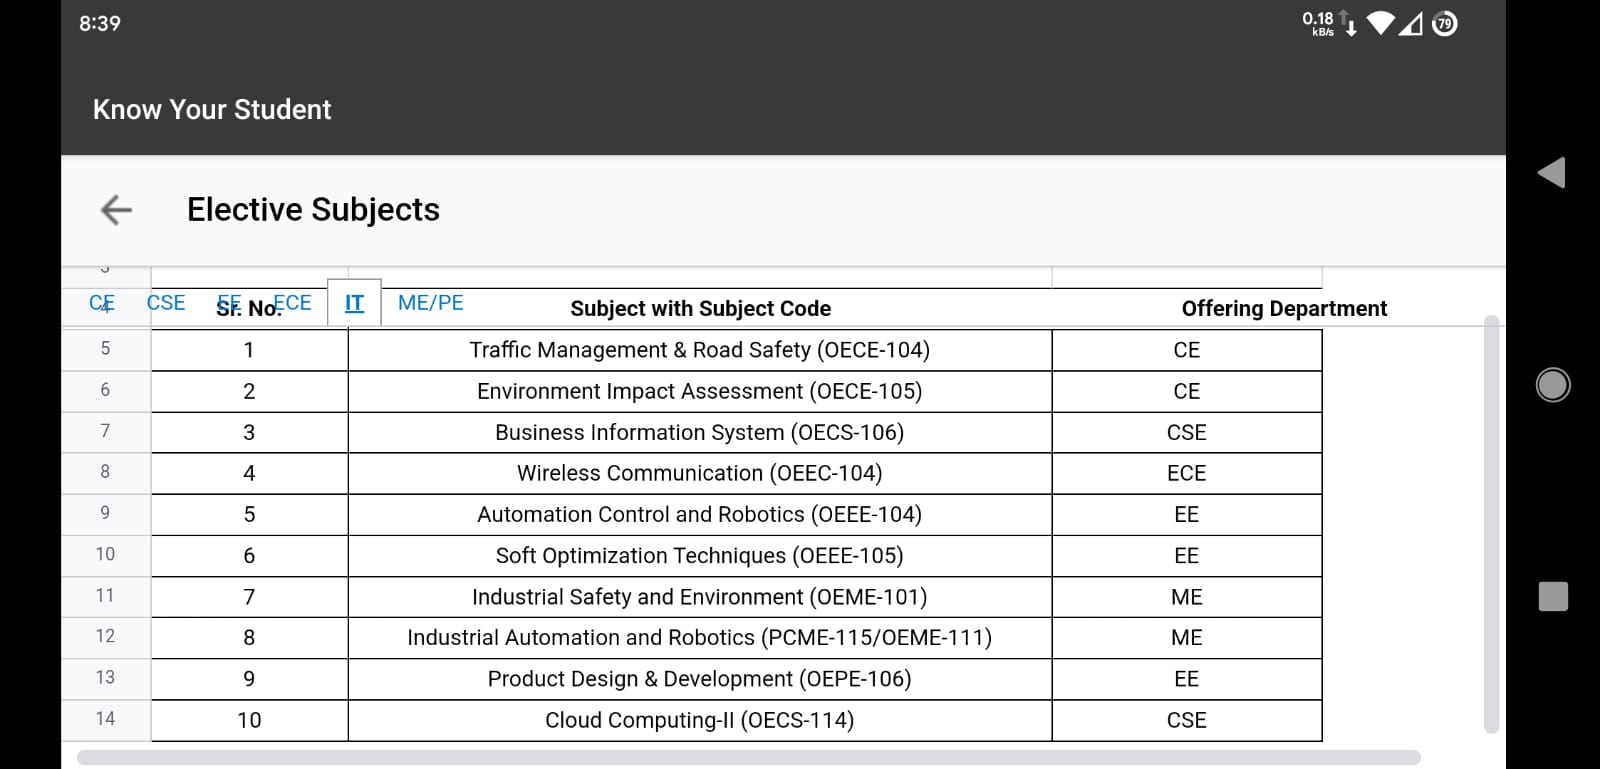 8:39
0.18
kB/s
79
Know Your Student
Elective Subjects
CE CSE EE ECE IT ME/PE
4 Sr. No. Subject with Subject Code Offering Department
5 1 Traffic Management & Road Safety (OECE-104) CE
6 2 Environment Impact Assessment (OECE-105) CE
7 3 Business Information System (OECS-106) CSE
8 4 Wireless Communication (OEEC-104) ECE
9 5 Automation Control and Robotics (OEEE-104) EE
10 6 Soft Optimization Techniques (OEEE-105) EE
11 7 Industrial Safety and Environment (OEME-101) ME
12 8 Industrial Automation and Robotics (PCME-115/OEME-111) ME
13 9 Product Design & Development (OEPE-106) EE
14 10 Cloud Computing-II (OECS-114) CSE